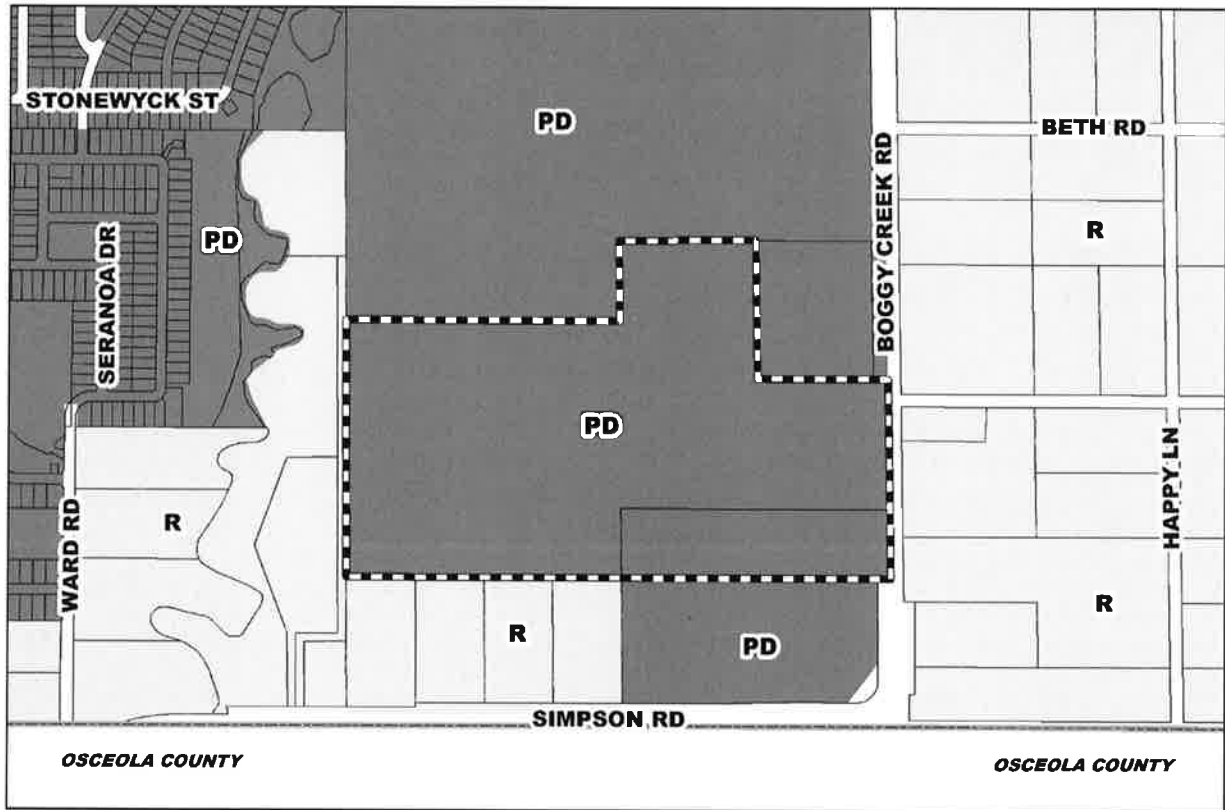 STONEWYCK ST
PD
BOGGY CREEK RD
BETH RD
SERANOA DR
PD
R
PD
WARD RD
R
HAPPY LN
R
PD
R
SIMPSON RD
OSCEOLA COUNTY
OSCEOLA COUNTY